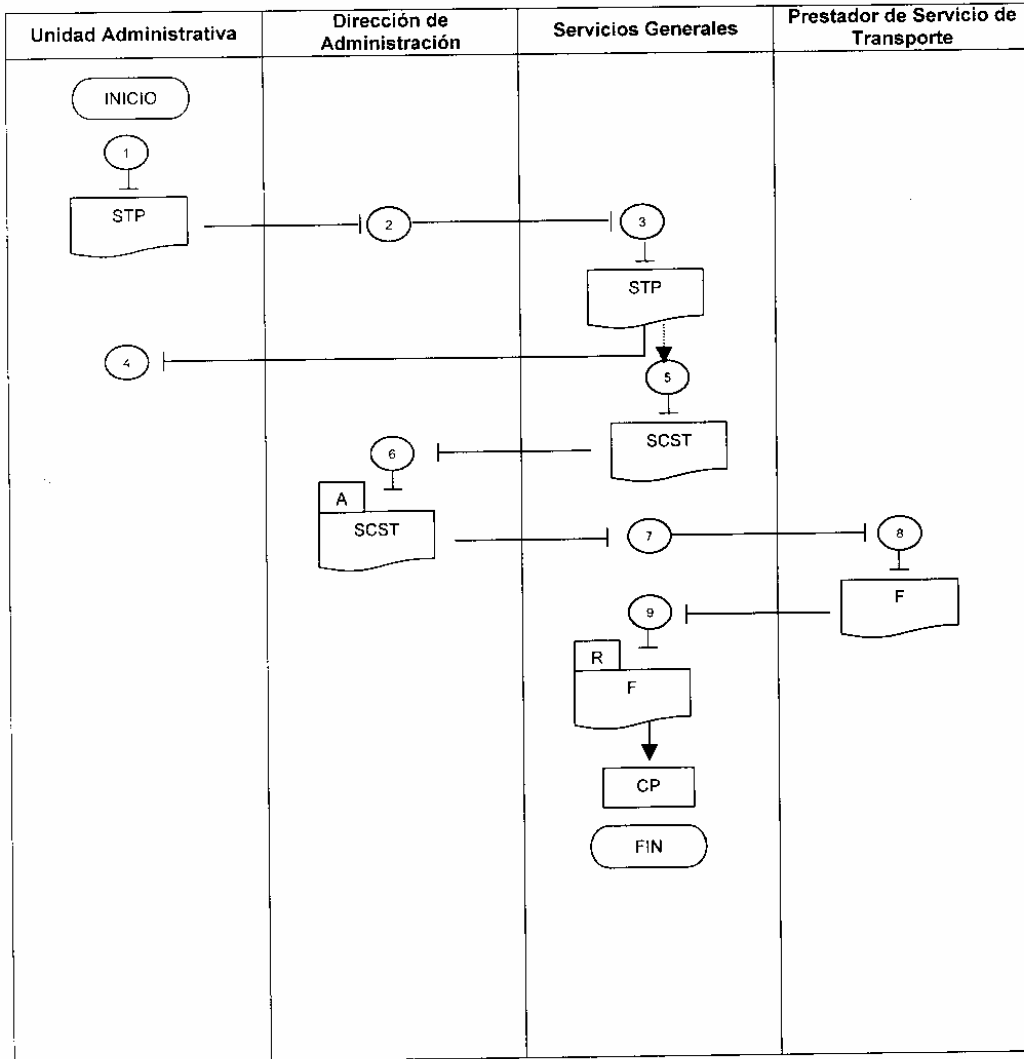 Unidad Administrativa
Dirección de
Administración
Servicios Generales
Prestador de Servicio de
Transporte
INICIO
1
STP
2
3
STP
4
5
SCST
6
A
SCST
7
8
F
9
R
F
CP
FIN